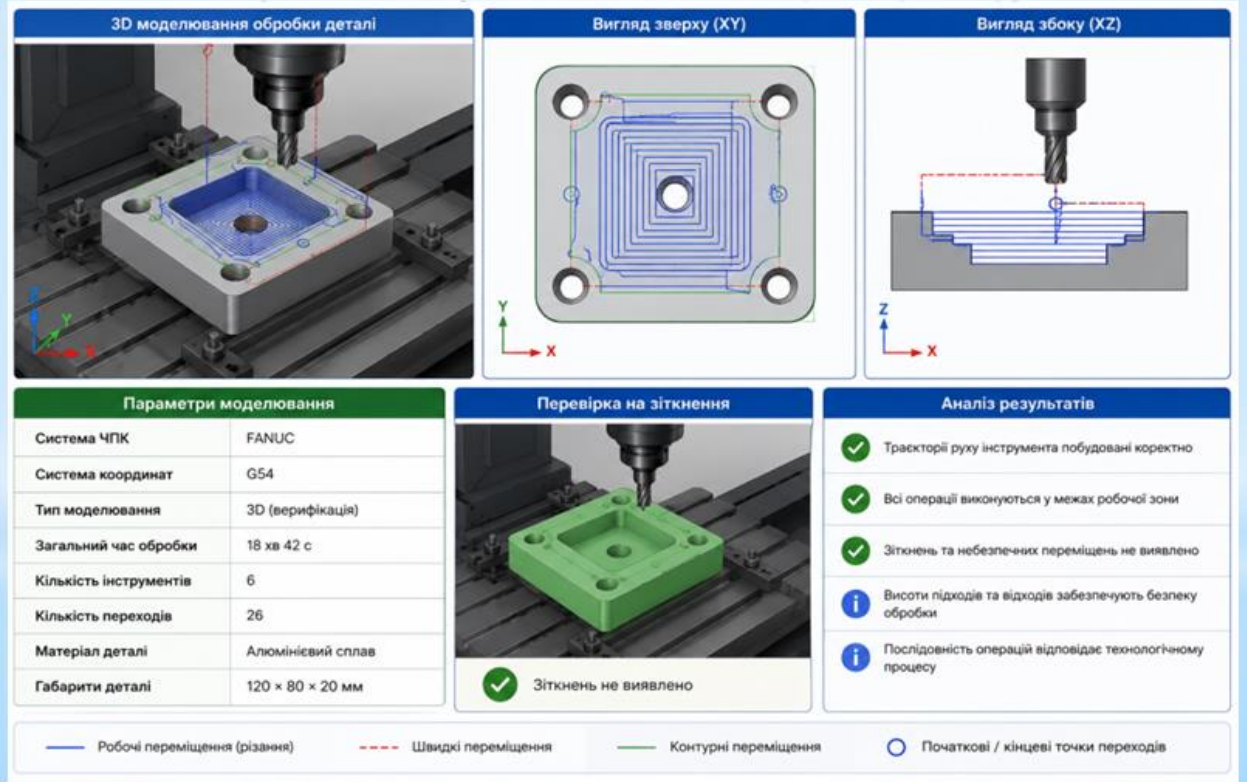 3D моделювання обробки деталі
Вигляд зверху (XY)
Вигляд збоку (XZ)
Z
Y
X
Y
X
Z
X
Параметри моделювання
Система ЧПК FANUC
Система координат G54
Тип моделювання 3D (верифікація)
Загальний час обробки 18 хв 42 с
Кількість інструментів 6
Кількість переходів 26
Матеріал деталі Алюмінієвий сплав
Габарити деталі 120 × 80 × 20 мм
Перевірка на зіткнення
Зіткнень не виявлено
Аналіз результатів
Траєкторії руху інструмента побудовані коректно
Всі операції виконуються у межах робочої зони
Зіткнень та небезпечних переміщень не виявлено
Висоти підходів та відходів забезпечують безпеку
обробки
Послідовність операцій відповідає технологічному
процесу
Робочі переміщення (різання)
Швидкі переміщення
Контурні переміщення
Початкові / кінцеві точки переходів